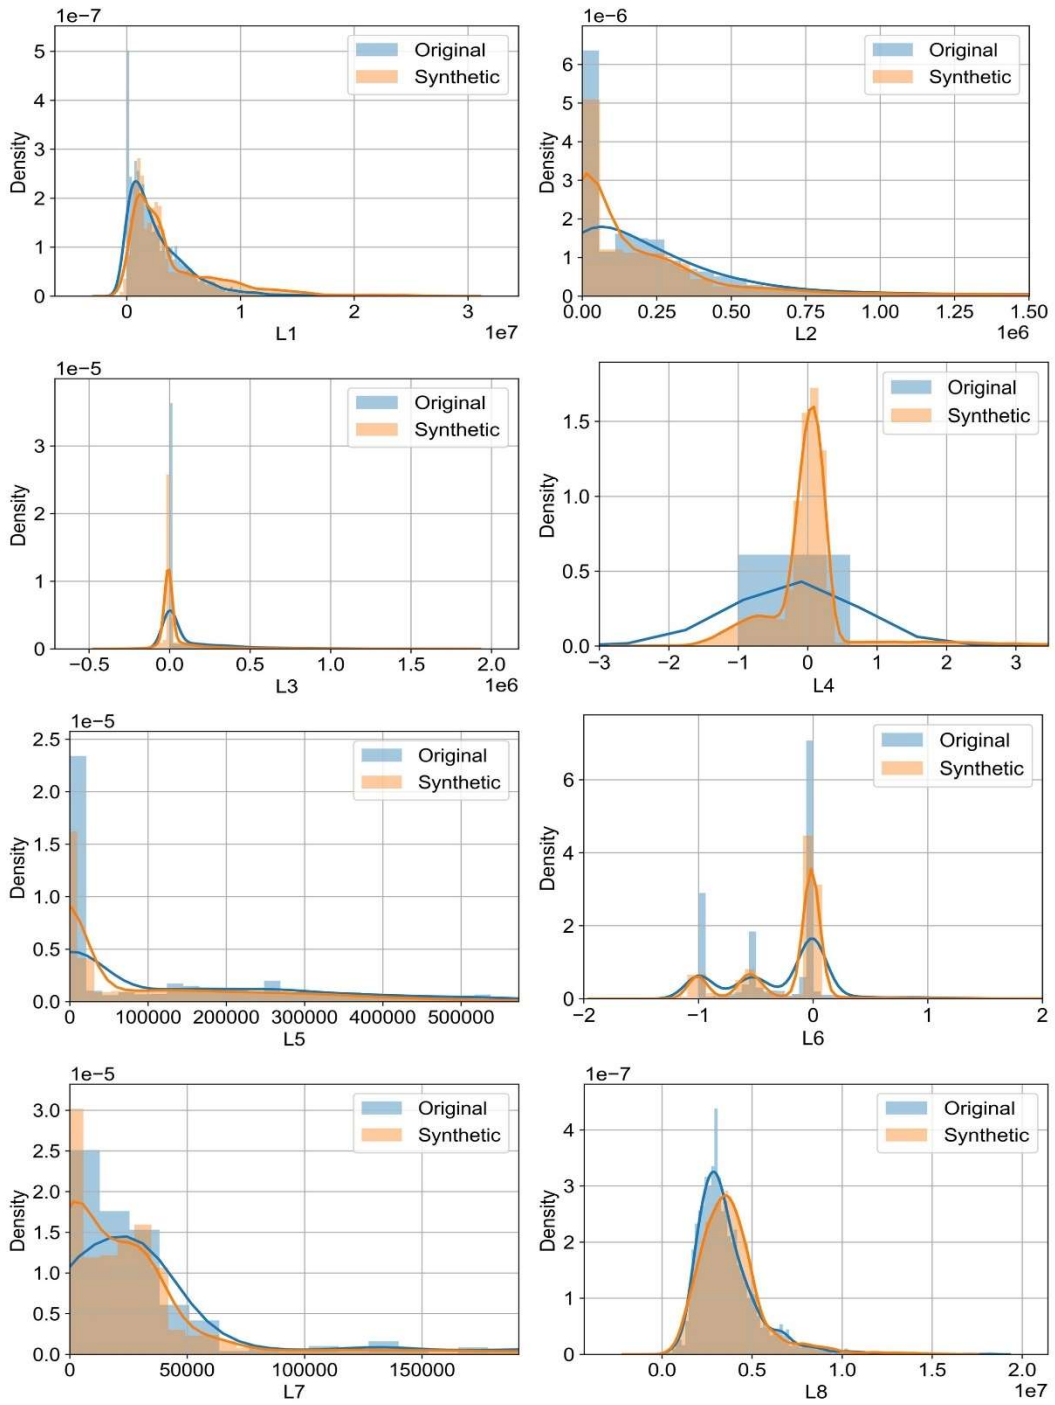 1e−7
5
4
3
2
1
0
Density
Original
Synthetic
0 1 2 3
1e7
L1
1e−6
6
5
4
3
2
1
0
Density
Original
Synthetic
0.00 0.25 0.50 0.75 1.00 1.25 1.50
1e6
L2
1e−5
3
2
1
0
Density
Original
Synthetic
−0.5 0.0 0.5 1.0 1.5 2.0
1e6
L3
1.5
1.0
0.5
0.0
Density
Original
Synthetic
−3 −2 −1 0 1 2 3
L4
1e−5
2.5
2.0
1.5
1.0
0.5
0.0
Density
Original
Synthetic
0 100000 200000 300000 400000 500000
L5
6
4
2
0
Density
Original
Synthetic
−2 −1 0 1 2
L6
1e−5
3.0
2.5
2.0
1.5
1.0
0.5
0.0
Density
Original
Synthetic
0 50000 100000 150000
L7
1e−7
4
3
2
1
0
Density
Original
Synthetic
0.0 0.5 1.0 1.5 2.0
1e7
L8